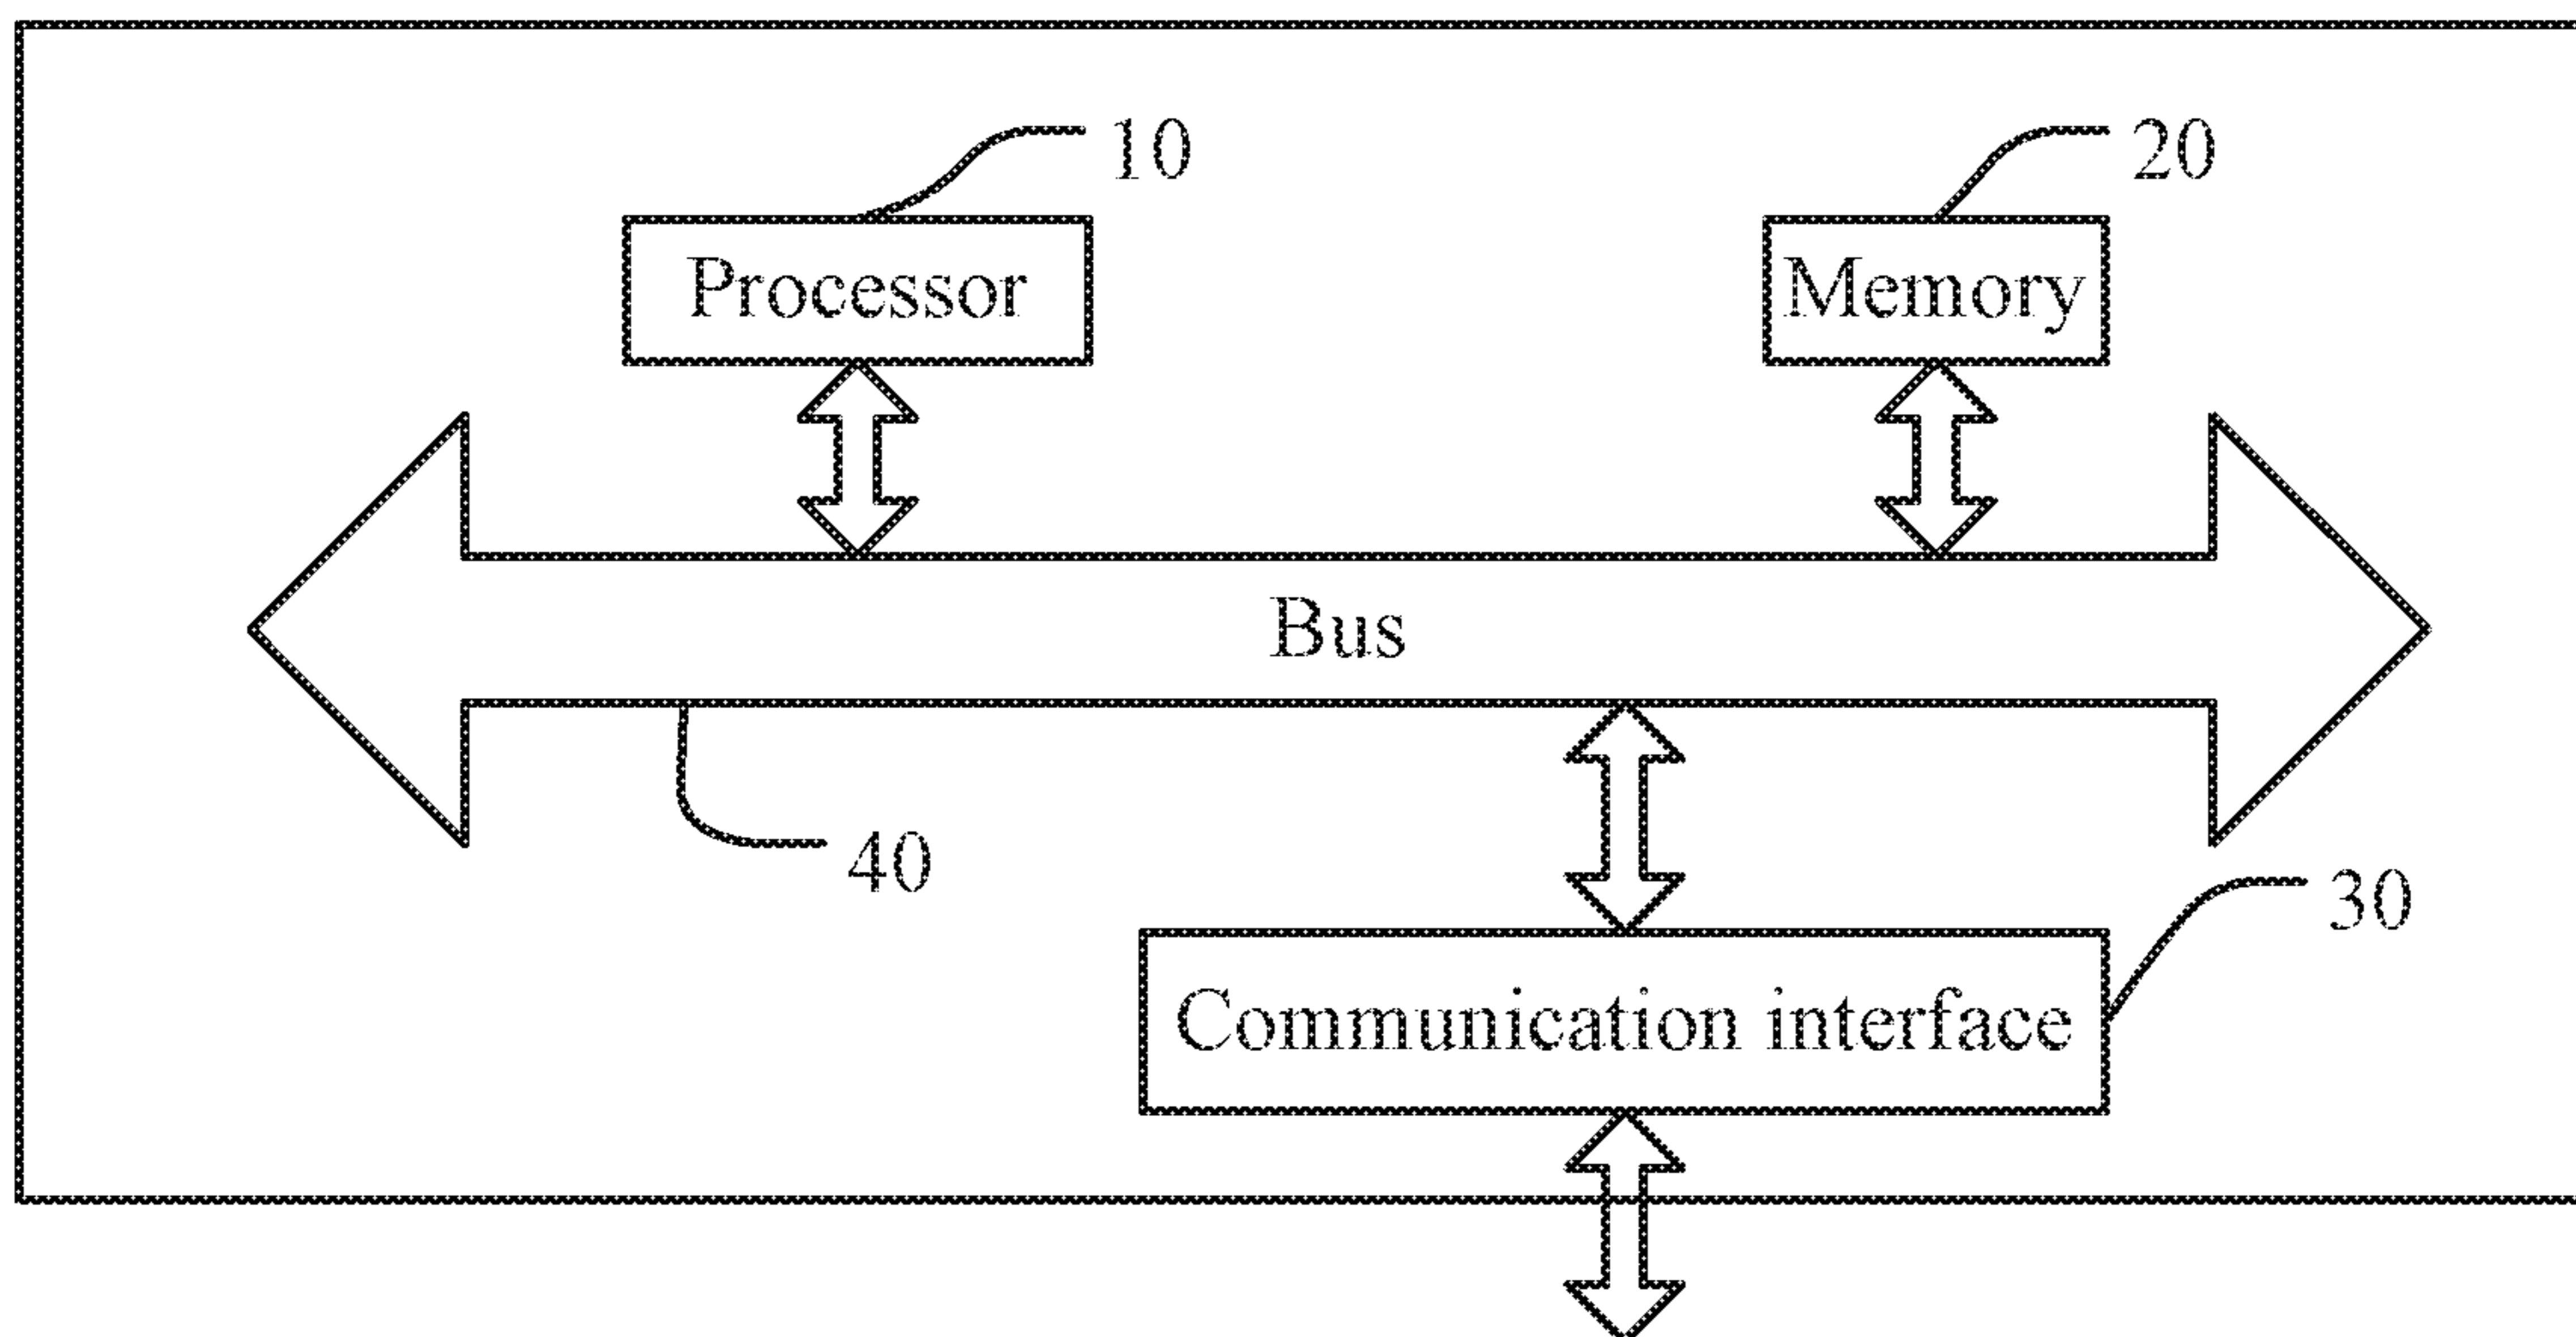 10
20
Processor
Memory
Bus
40
30
Communication interface